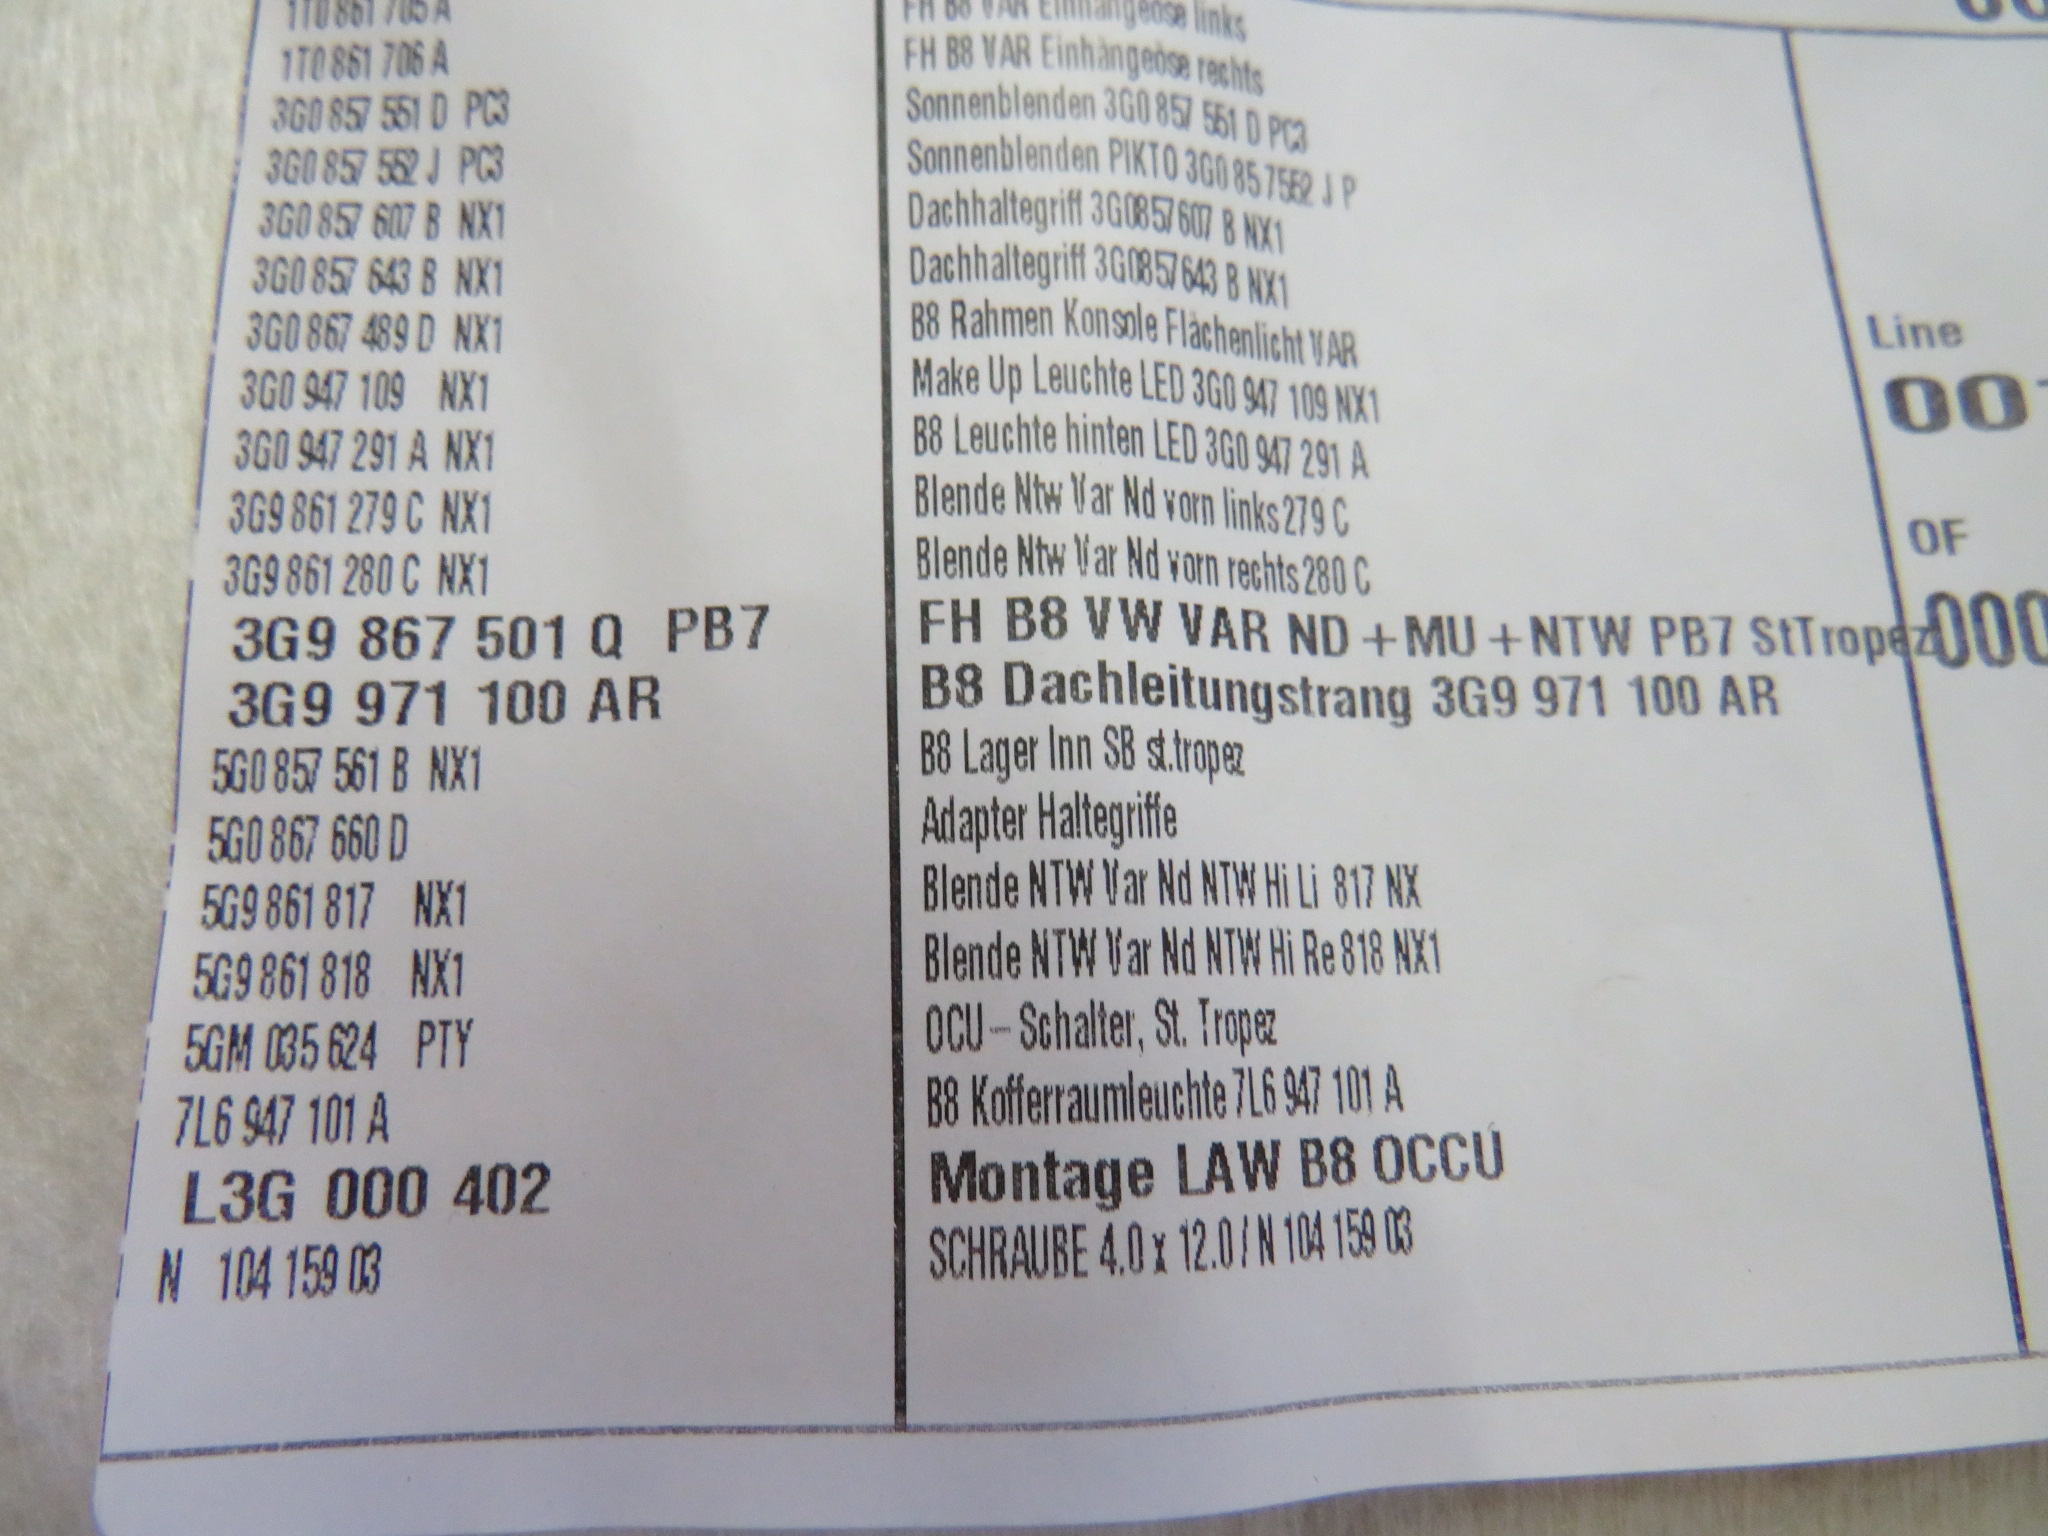 1T0 861 705 A FH B8 VAR Einhängeöse links
1T0 861 706 A FH B8 VAR Einhängeöse rechts
3G0 857 551 D PC3 Sonnenblenden 3G0 857 551 D PC3
3G0 857 552 J PC3 Sonnenblenden PIKTO 3G0 85 7552 J P
3G0 857 607 B NX1 Dachhaltegriff 3G0857607 B NX1
3G0 857 643 B NX1 Dachhaltegriff 3G0857643 B NX1
3G0 867 489 D NX1 B8 Rahmen Konsole Flächenlicht VAR
Line
3G0 947 109 NX1 Make Up Leuchte LED 3G0 947 109 NX1
00
3G0 947 291 A NX1 B8 Leuchte hinten LED 3G0 947 291 A
3G9 861 279 C NX1 Blende Ntw Var Nd vorn links 279 C
OF
3G9 861 280 C NX1 Blende Ntw Var Nd vorn rechts 280 C
3G9 867 501 Q PB7 FH B8 VW VAR ND +MU +NTW PB7 StTropez
000
3G9 971 100 AR B8 Dachleitungstrang 3G9 971 100 AR
5G0 857 561 B NX1 B8 Lager Inn SB st.tropez
5G0 867 660 D Adapter Haltegriffe
5G9 861 817 NX1 Blende NTW Var Nd NTW Hi Li 817 NX
5G9 861 818 NX1 Blende NTW Var Nd NTW Hi Re 818 NX1
5GM 035 624 PTY OCU-Schalter, St. Tropez
7L6 947 101 A B8 Kofferraumleuchte 7L6 947 101 A
L3G 000 402 Montage LAW B8 OCCU
N 104 159 03 SCHRAUBE 4.0 x 12.0 / N 104 159 03